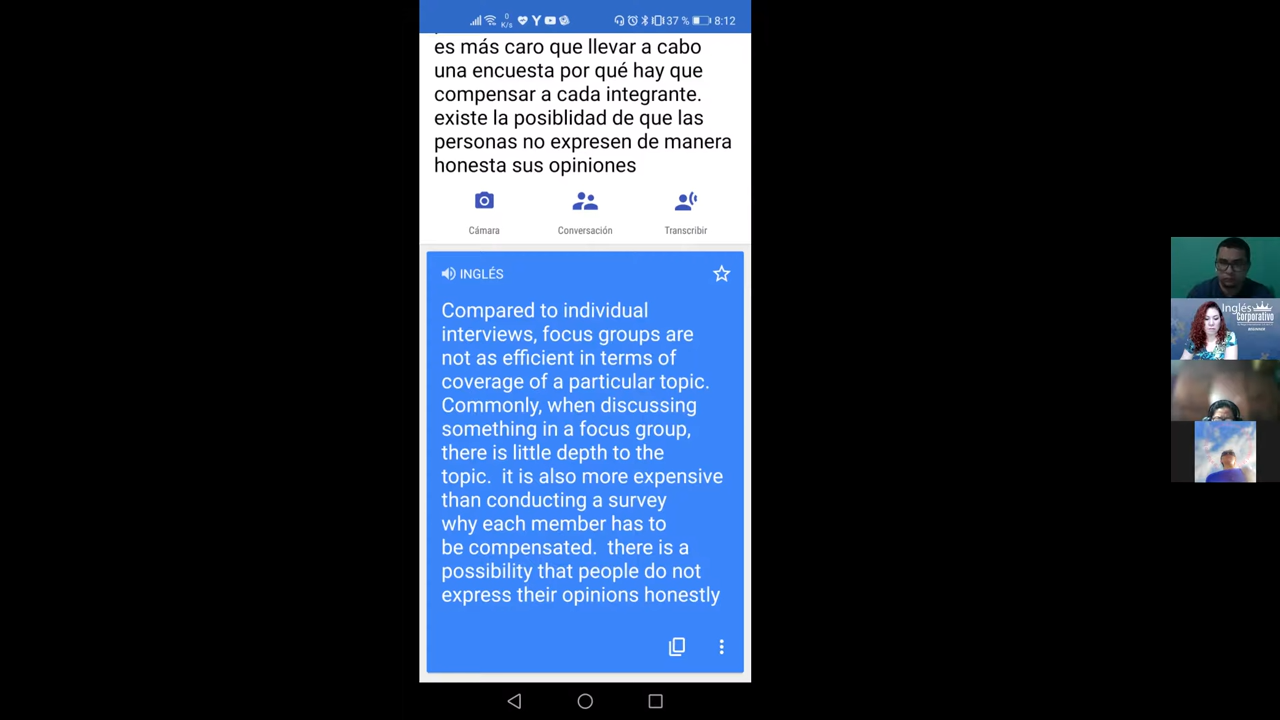 0
K/s
37 %
8:12
es más caro que llevar a cabo
una encuesta por qué hay que
compensar a cada integrante.
existe la posiblidad de que las
personas no expresen de manera
honesta sus opiniones
Cámara
Conversación
Transcribir
INGLÉS
Compared to individual
interviews, focus groups are
not as efficient in terms of
coverage of a particular topic.
Commonly, when discussing
something in a focus group,
there is little depth to the
topic.  it is also more expensive
than conducting a survey
why each member has to
be compensated.  there is a
possibility that people do not
express their opinions honestly
Inglés
Corporativo